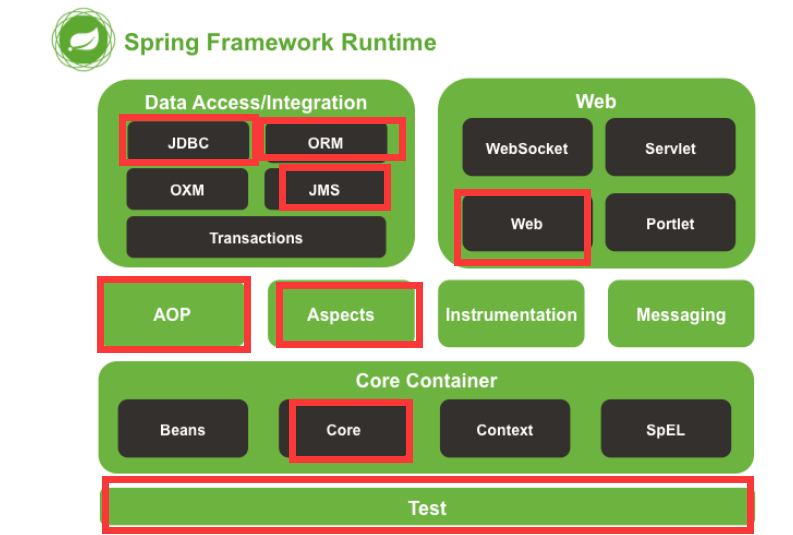 Spring Framework Runtime
Data Access/Integration
JDBC
ORM
OXM
JMS
Transactions
Web
WebSocket
Servlet
Web
Portlet
AOP
Aspects
Instrumentation
Messaging
Core Container
Beans
Core
Context
SpEL
Test